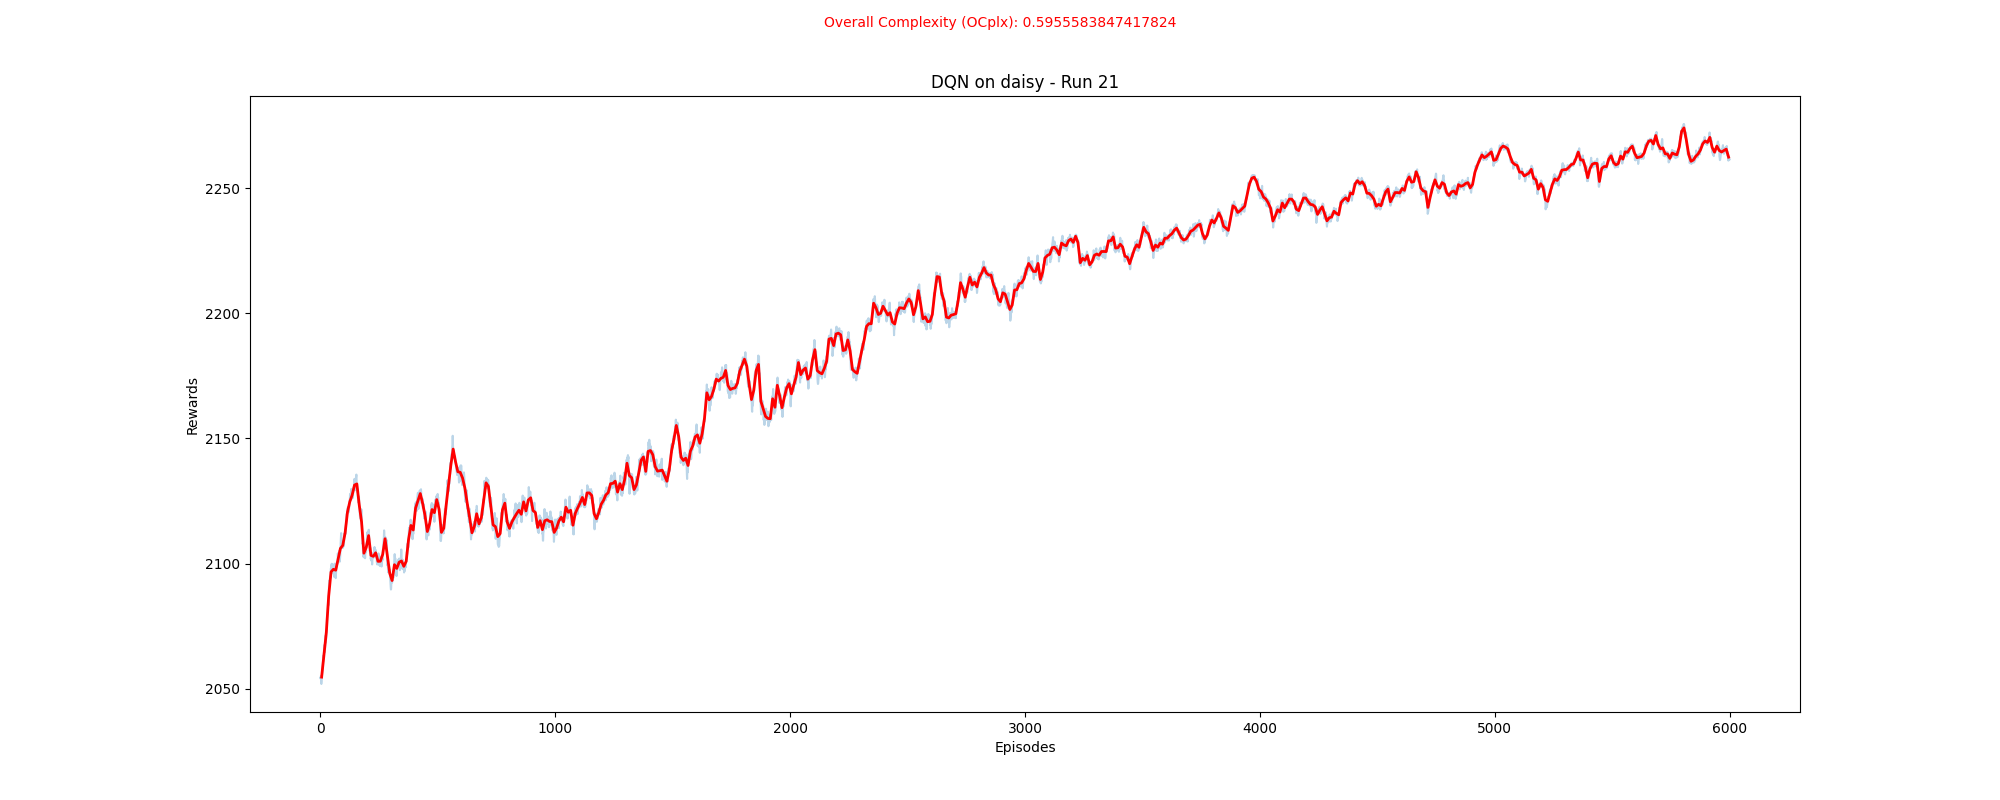 Overall Complexity (OCplx): 0.5955583847417824
DQN on daisy - Run 21
Rewards
2250
2200
2150
2100
2050
0 1000 2000 3000 4000 5000 6000
Episodes